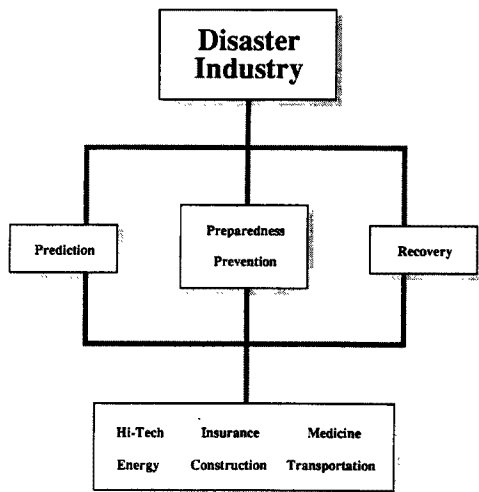 Disaster
Industry
Prediction
Preparedness
Prevention
Recovery
Hi-Tech Insurance Medicine
Energy Construction Transportation